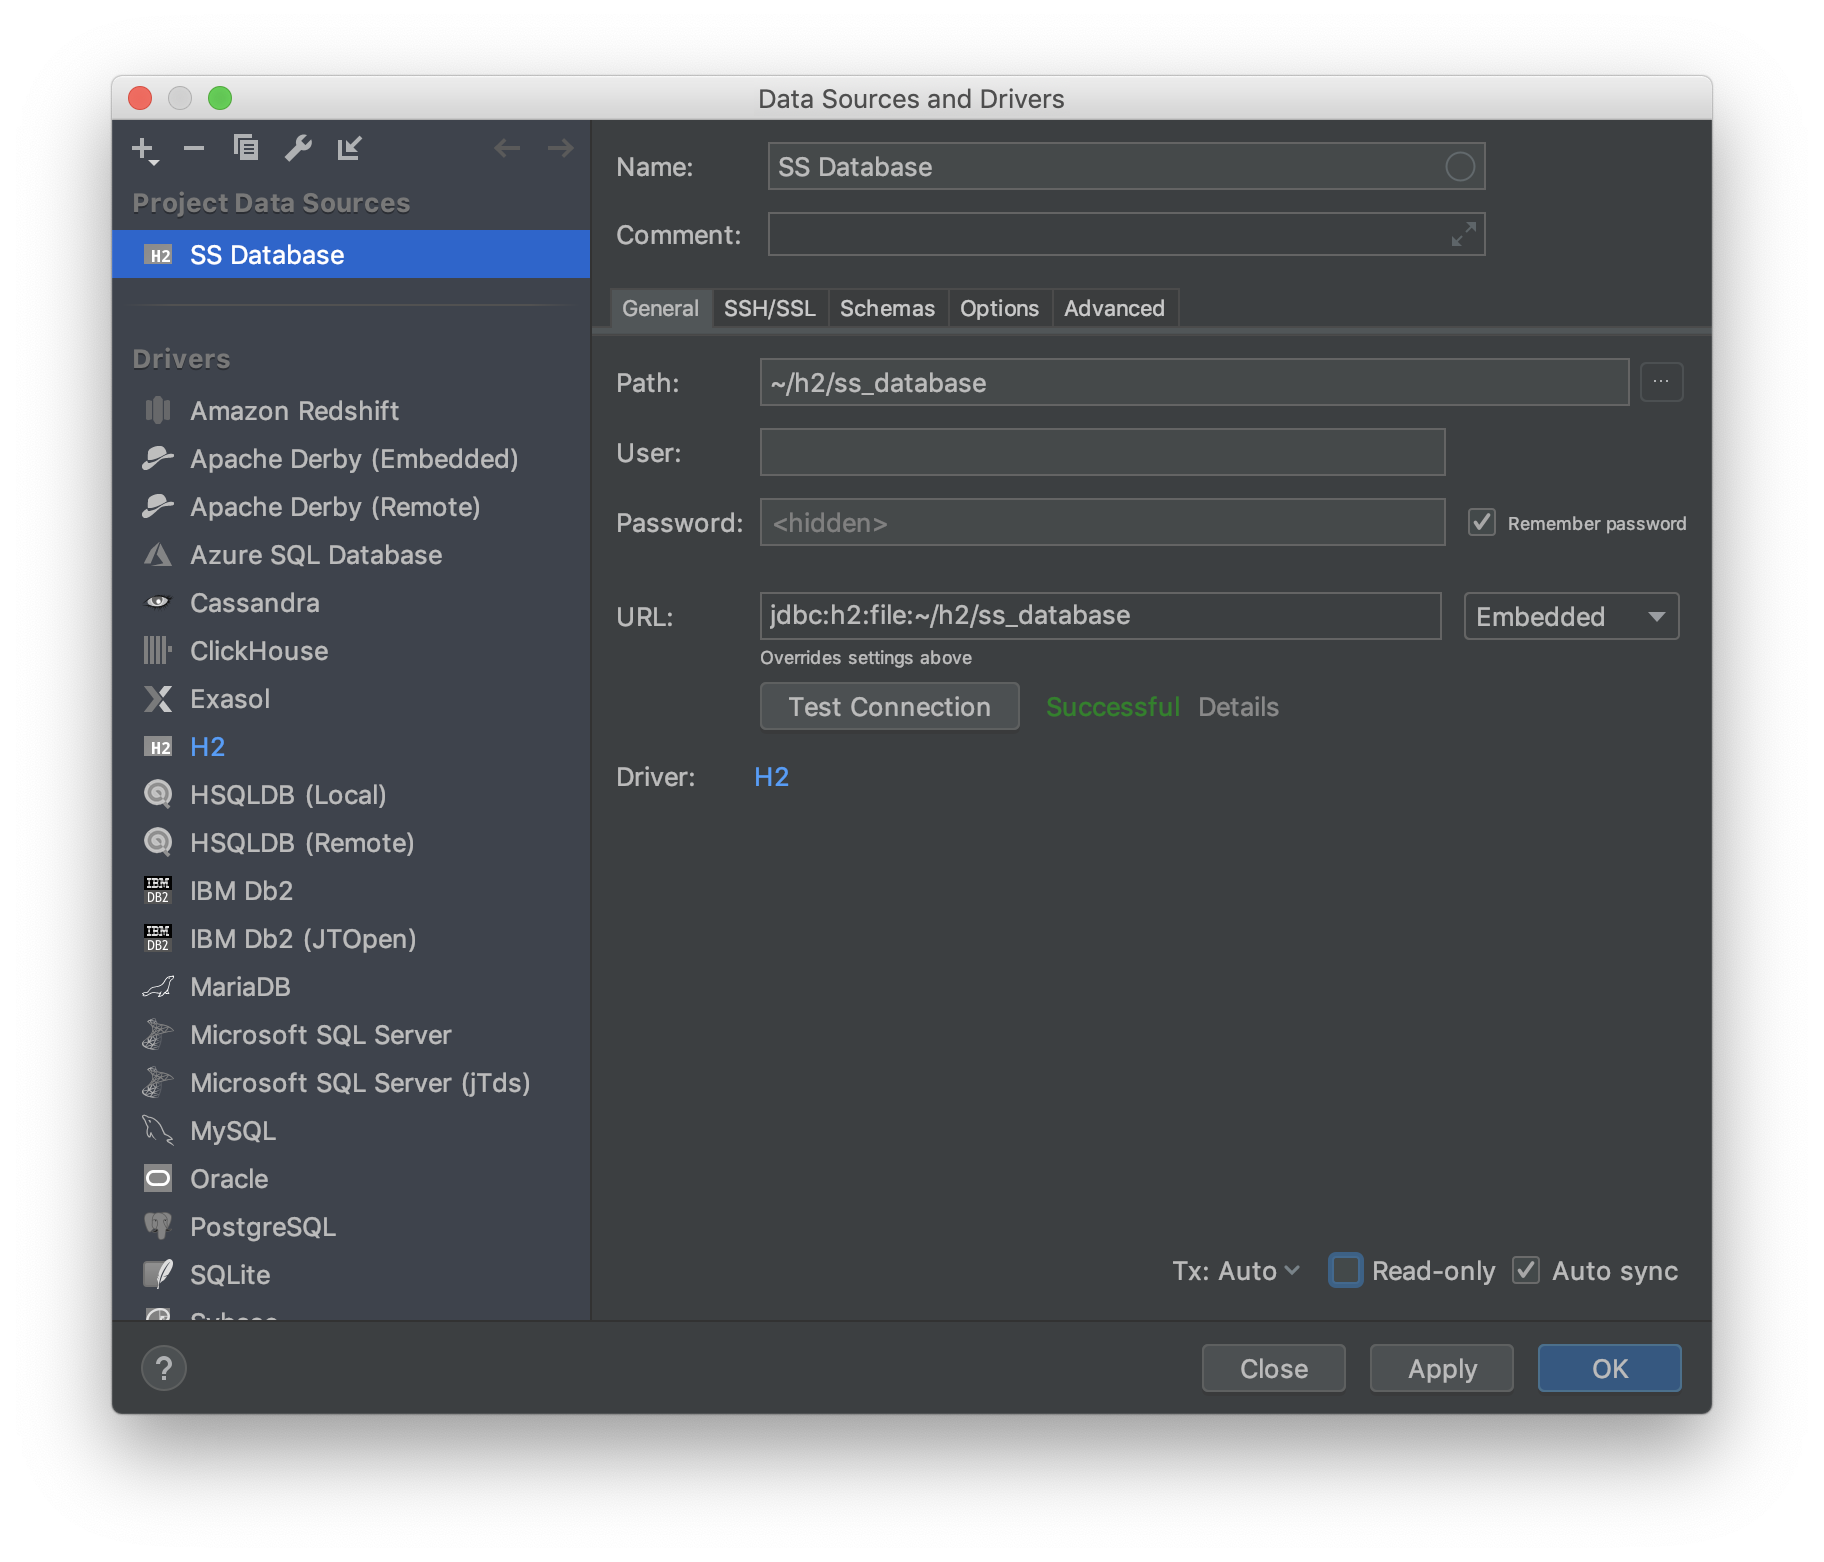 Data Sources and Drivers
Project Data Sources
H2 SS Database
Drivers
Amazon Redshift
Apache Derby (Embedded)
Apache Derby (Remote)
Azure SQL Database
Cassandra
ClickHouse
Exasol
H2 H2
HSQLDB (Local)
HSQLDB (Remote)
IBM DB2 IBM Db2
IBM DB2 IBM Db2 (JTOpen)
MariaDB
Microsoft SQL Server
Microsoft SQL Server (jTds)
MySQL
Oracle
PostgreSQL
SQLite
Name: SS Database
Comment:
General SSH/SSL Schemas Options Advanced
Path: ~/h2/ss_database ...
User:
Password: <hidden> Remember password
URL: jdbc:h2:file:~/h2/ss_database Embedded
Overrides settings above
Test Connection Successful Details
Driver: H2
Tx: Auto Read-only Auto sync
? Close Apply OK